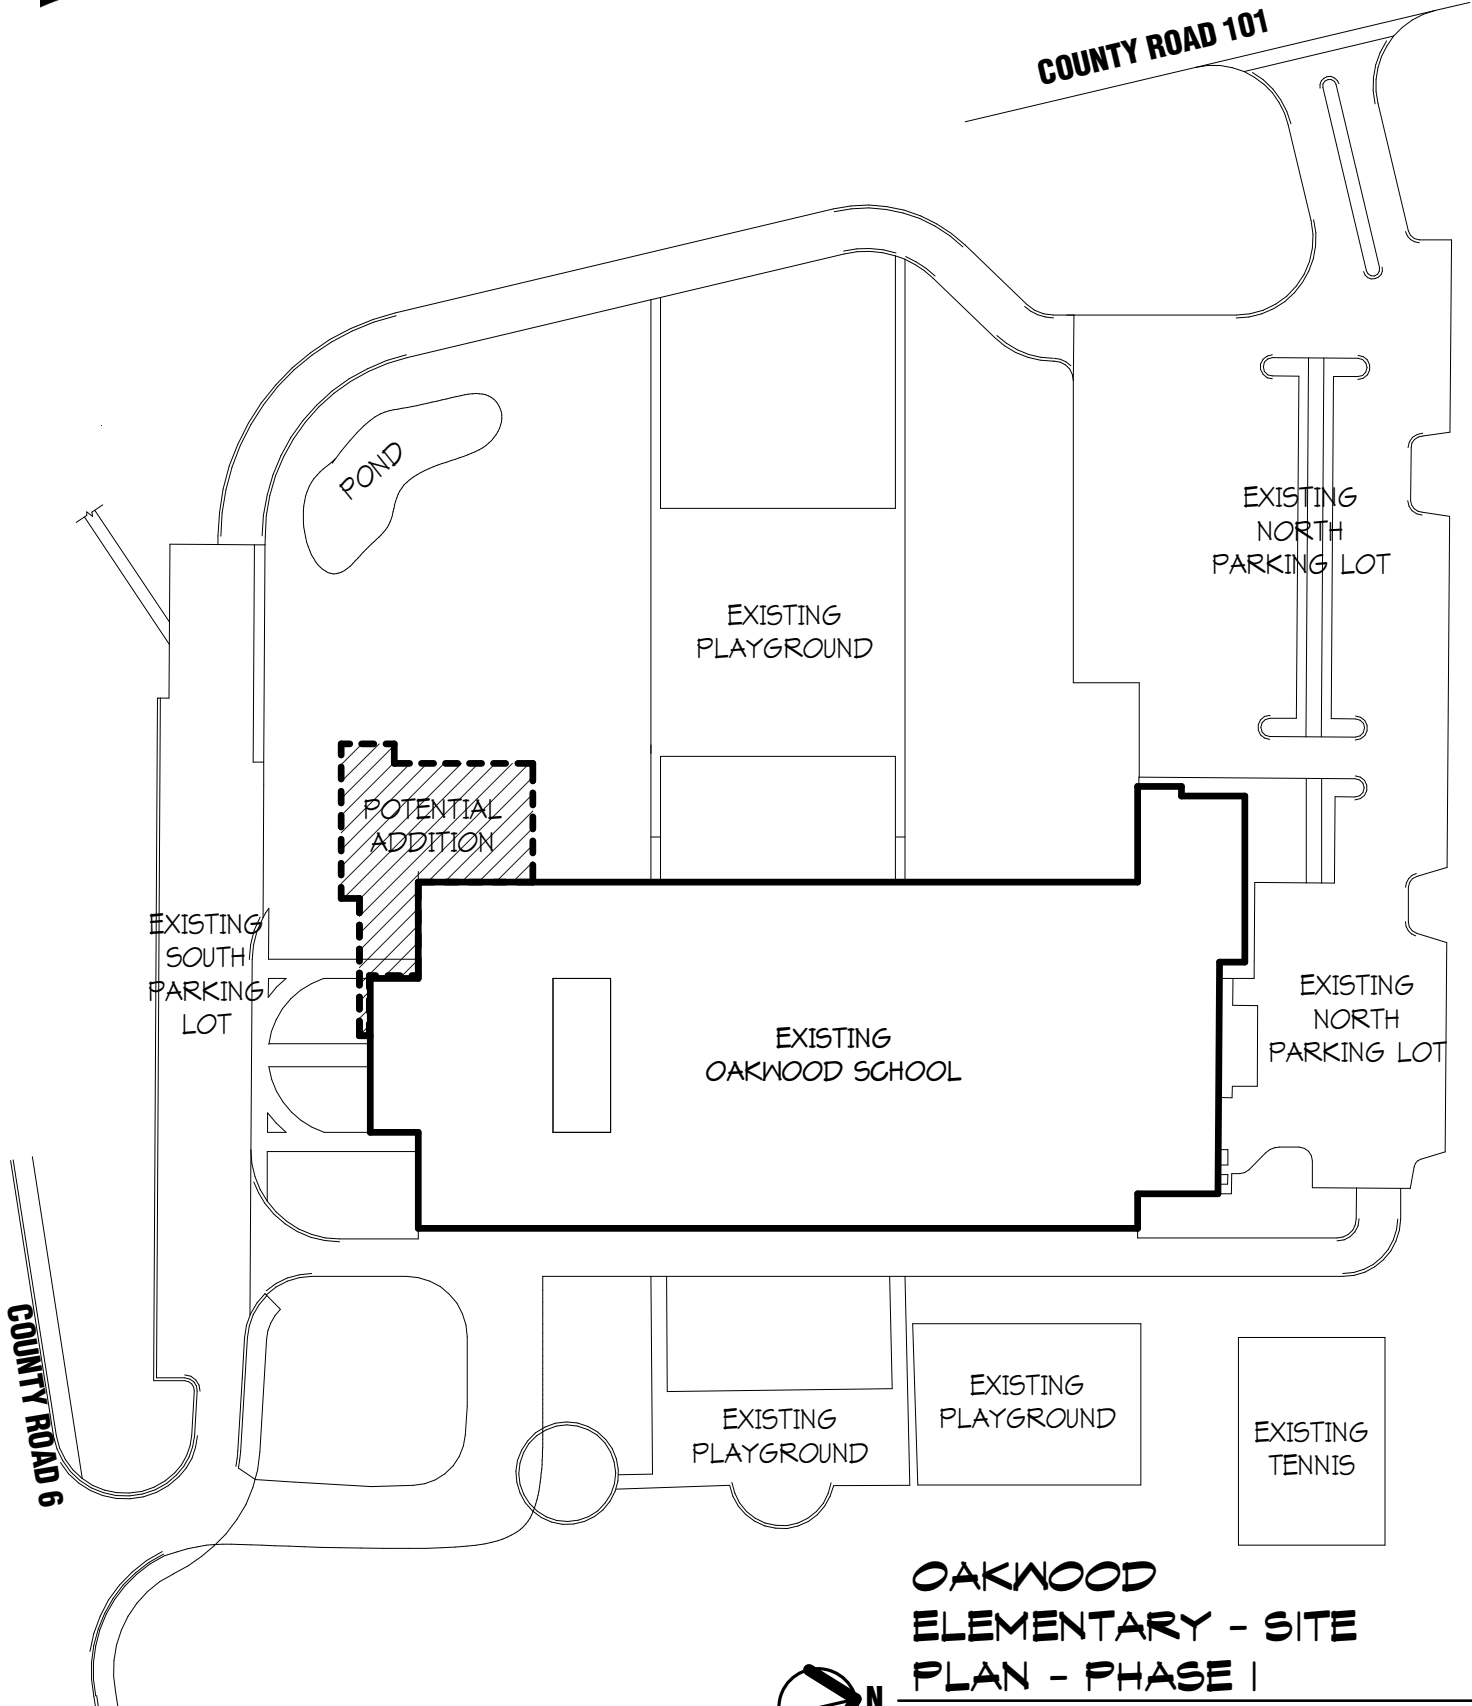 COUNTY ROAD 101
POND
EXISTING
NORTH
PARKING LOT
EXISTING
PLAYGROUND
POTENTIAL
ADDITION
EXISTING
SOUTH
PARKING
LOT
EXISTING
NORTH
PARKING LOT
EXISTING
OAKWOOD SCHOOL
COUNTY ROAD 6
EXISTING
PLAYGROUND
EXISTING
PLAYGROUND
EXISTING
TENNIS
OAKWOOD
ELEMENTARY - SITE
PLAN - PHASE I
N